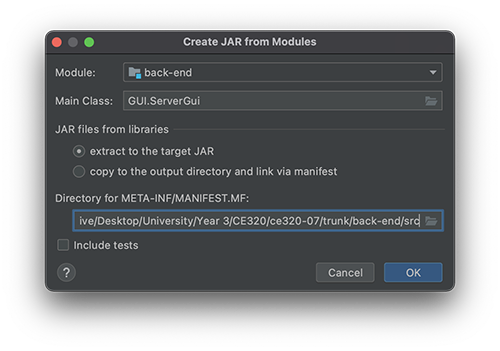 Create JAR from Modules
Module: back-end
Main Class: GUI.ServerGui
JAR files from libraries
extract to the target JAR
copy to the output directory and link via manifest
Directory for META-INF/MANIFEST.MF:
ive/Desktop/University/Year 3/CE320/ce320-07/trunk/back-end/src
Include tests
? Cancel OK